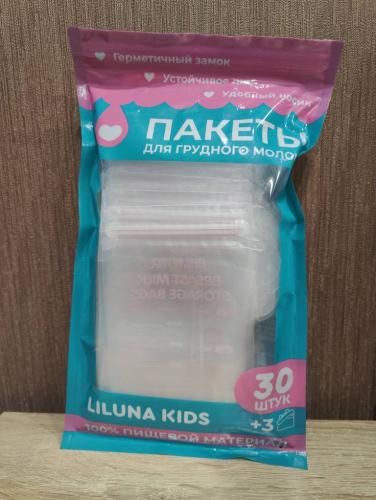 Герметичный замок
Устойчивое
Удобный носик
ПАКЕТЫ
ДЛЯ ГРУДНОГО
BREAST MILK
STORAGE BAGS
30
ШТУК
+3
LILUNA KIDS
100% ПИЩЕВОЙ МАТЕРИАЛ